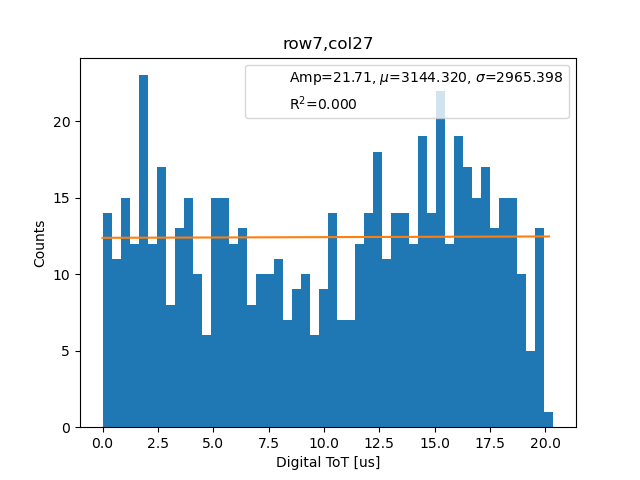 row7,col27
Amp=21.71, μ=3144.320, σ=2965.398
R²=0.000
Counts
20
15
10
5
0
0.0 2.5 5.0 7.5 10.0 12.5 15.0 17.5 20.0
Digital ToT [us]